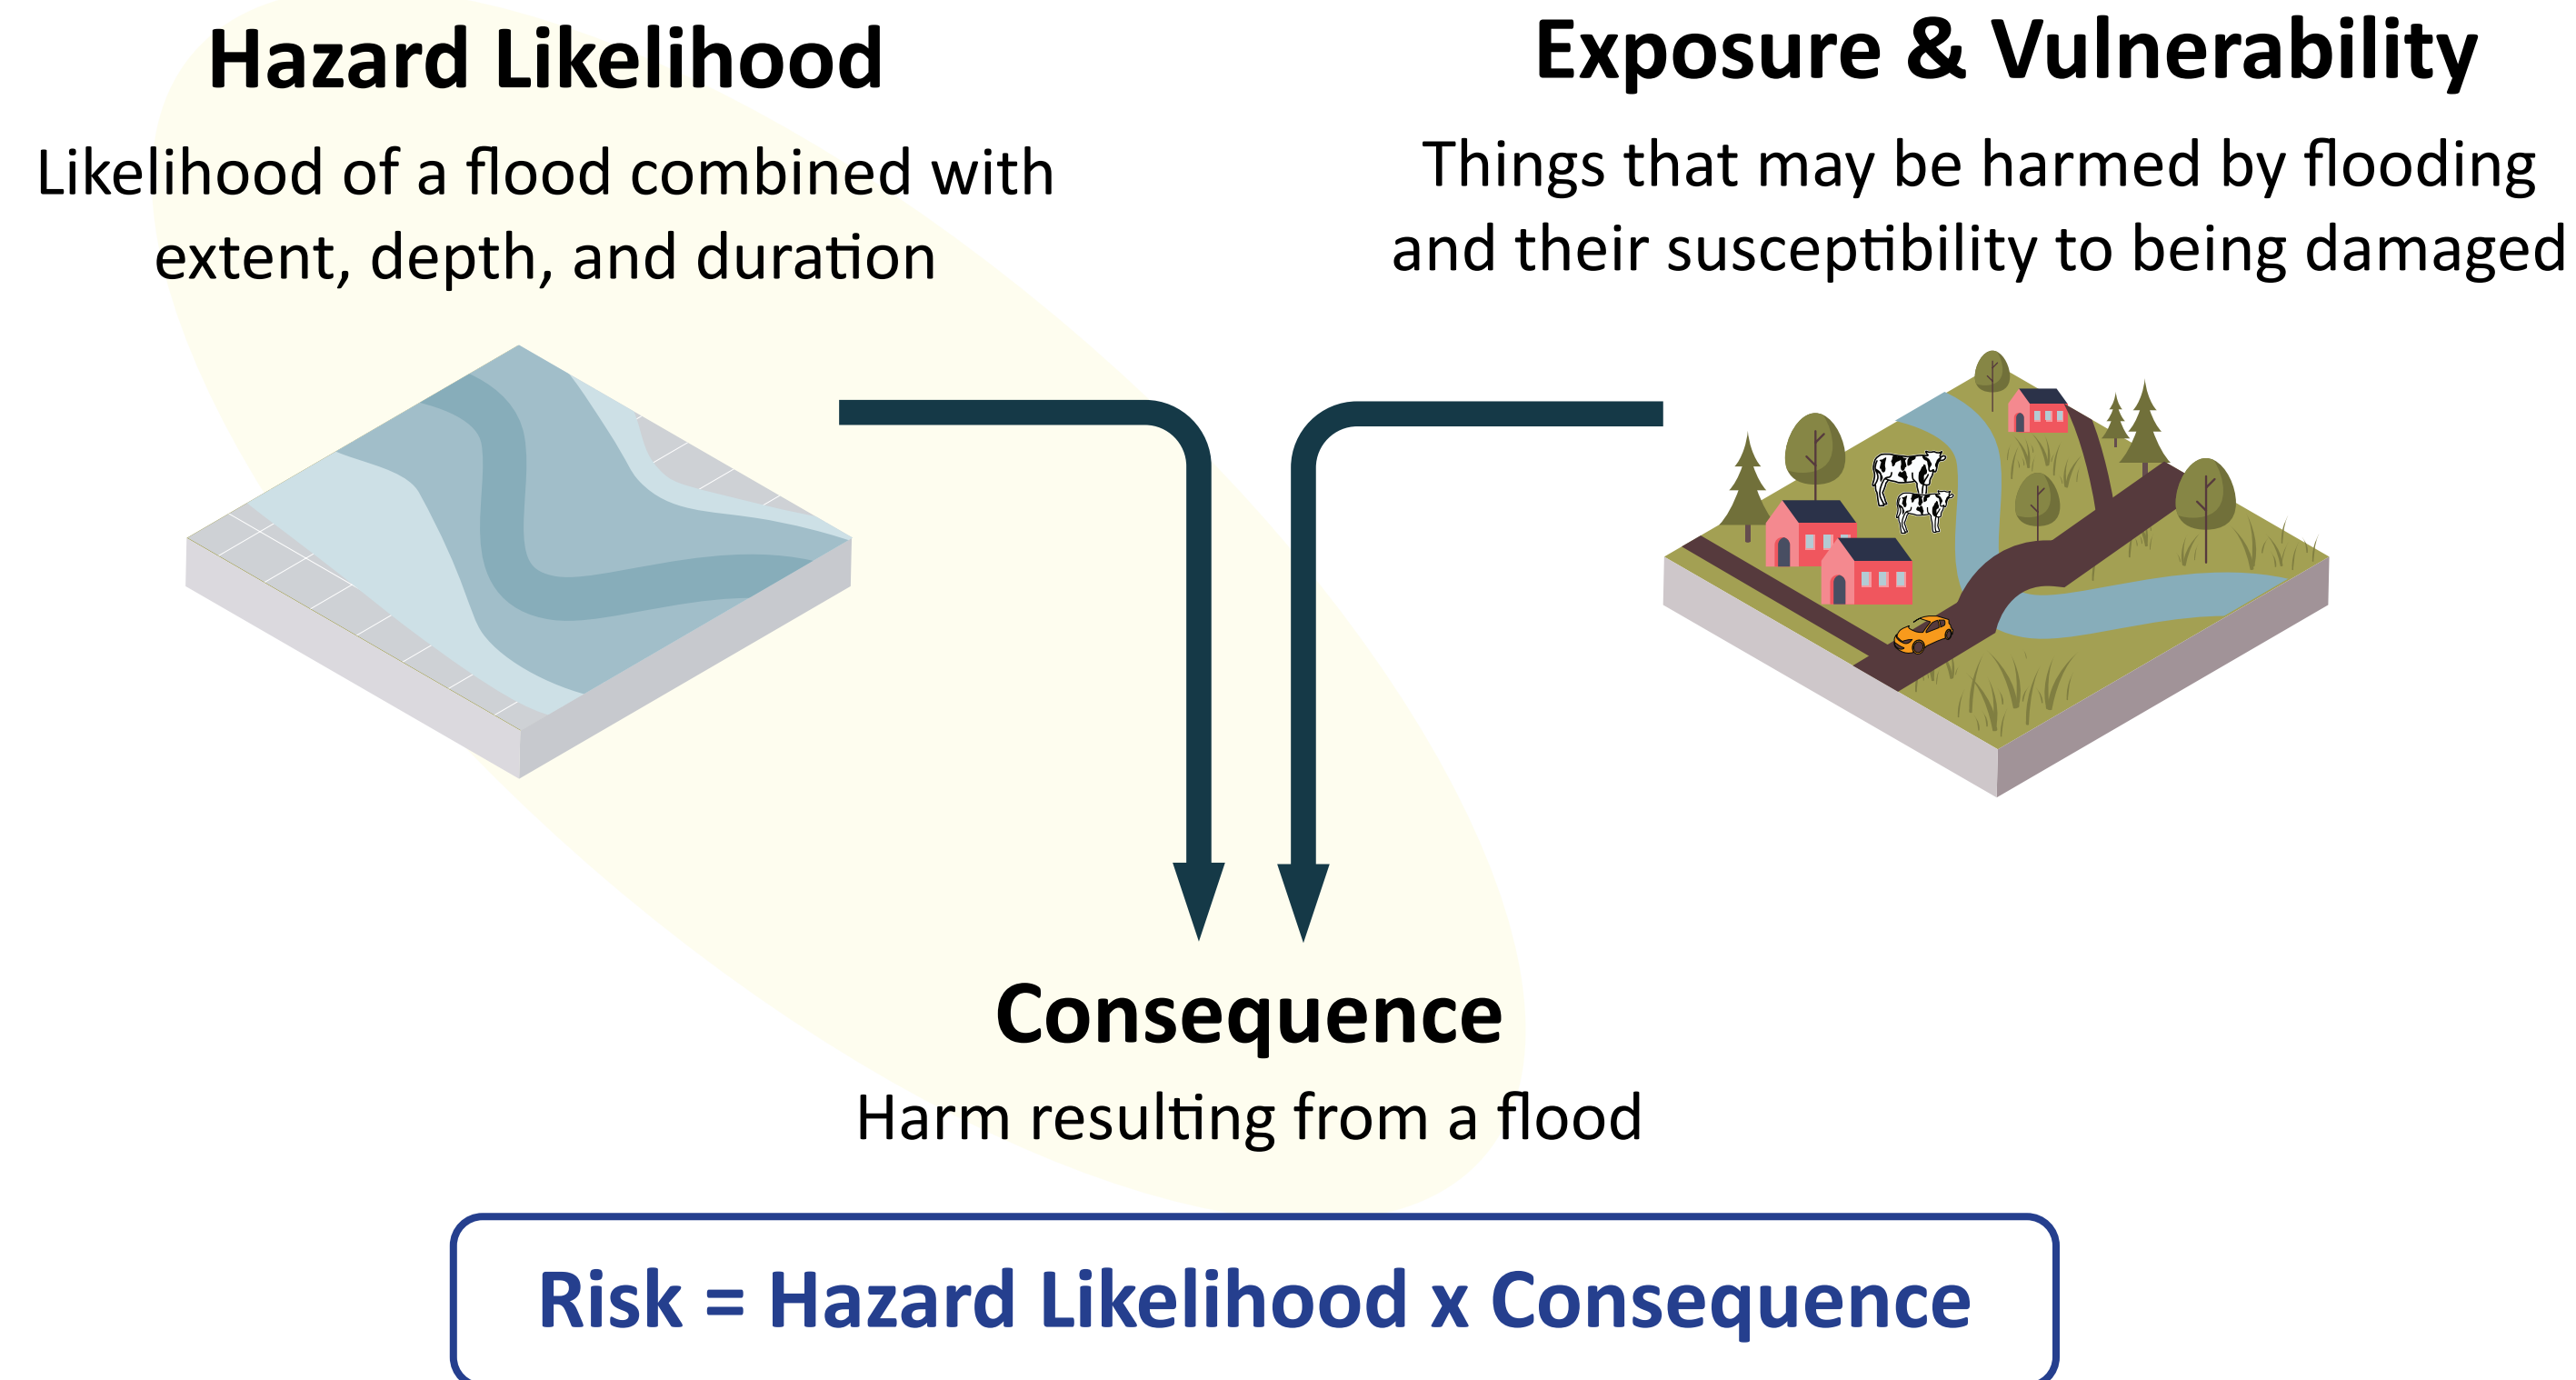 Hazard Likelihood
Likelihood of a flood combined with
extent, depth, and duration
Exposure & Vulnerability
Things that may be harmed by flooding
and their susceptibility to being damaged
Consequence
Harm resulting from a flood
Risk = Hazard Likelihood x Consequence